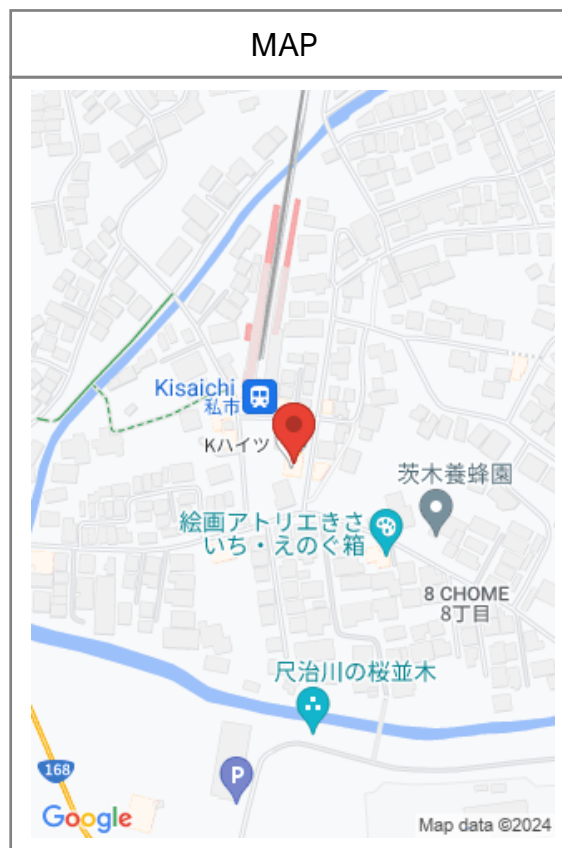 MAP
Kisaichi
私市
Kハイツ
茨木養蜂園
絵画アトリエきさ
いち・えのぐ箱
8 CHOME
8丁目
尺治川の桜並木
168
P
Google
Map data ©2024